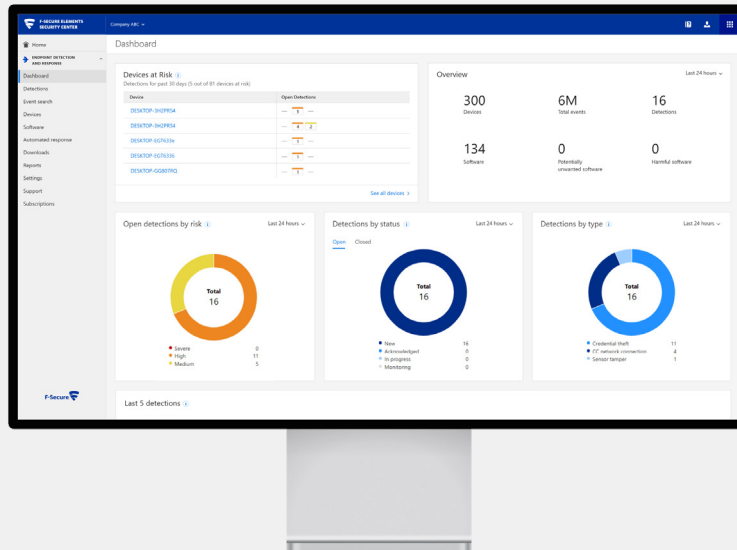 F-SECURE ELEMENTS
SECURITY CENTER
Company ABC
Home
ENDPOINT DETECTION
AND RESPONSE
Dashboard
Detections
Event search
Devices
Software
Automated response
Downloads
Reports
Settings
Support
Subscriptions
F-Secure
Dashboard
Devices at Risk
Detections for past 30 days (5 out of 81 devices at risk)
Device Open Detections
DESKTOP-3H2PR54 — 5 —
DESKTOP-3H2PR54 — 4 2
DESKTOP-EG76336 — 1 —
DESKTOP-EG76336 — 1 —
DESKTOP-GG807RQ — 1 —
See all devices >
Overview Last 24 hours
300 6M 16
Devices Total events Detections
134 0 0
Software Potentially Harmful software
unwanted software
Open detections by risk Last 24 hours
Total
16
Severe 0
High 11
Medium 5
Detections by status Last 24 hours
Open Closed
Total
16
New 16
Acknowledged 0
In progress 0
Monitoring 0
Detections by type Last 24 hours
Total
16
Credential theft 11
CC network connection 4
Sensor tamper 1
Last 5 detections